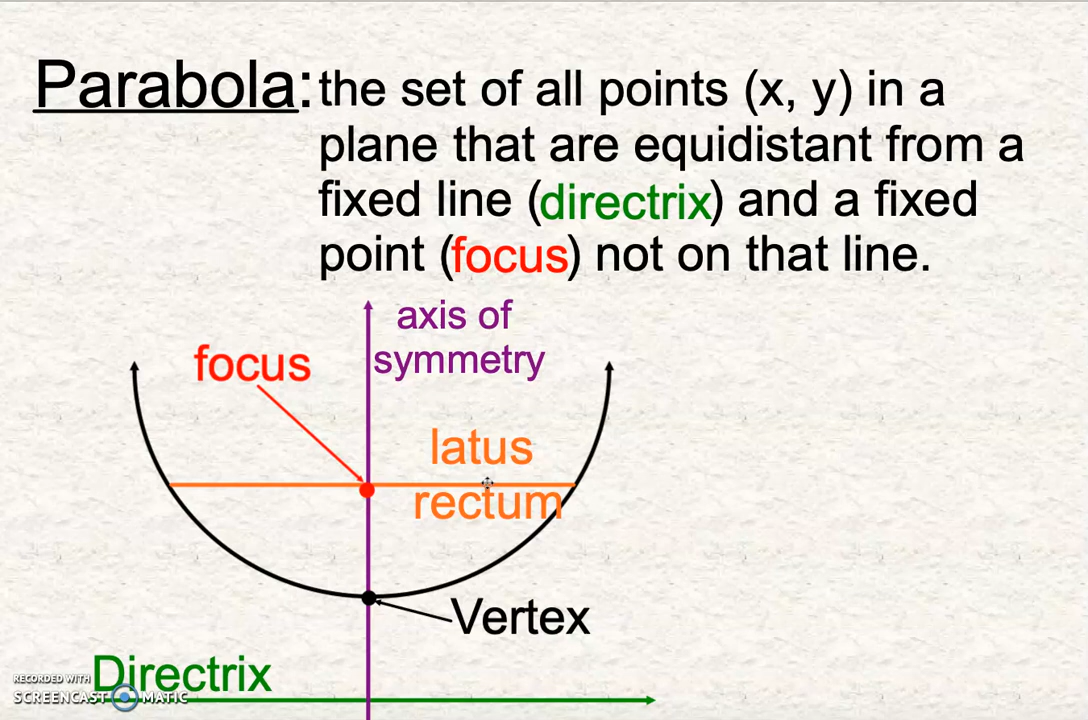 Parabola: the set of all points (x, y) in a
plane that are equidistant from a
fixed line (directrix) and a fixed
point (focus) not on that line.
axis of
symmetry
focus
latus
rectum
Vertex
Directrix
RECORDED WITH
SCREENCAST MATIC